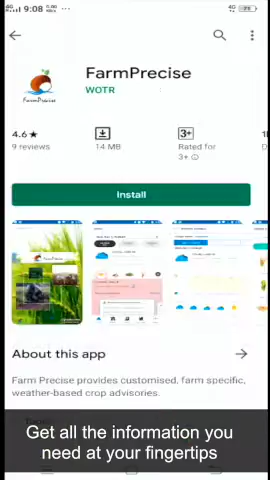 9:08
FarmPrecise
WOTR
FarmPrecise
4.6★
9 reviews
14 MB
3+
Rated for
3+
Install
About this app
Farm Precise provides customised, farm specific,
weather-based crop advisories.
Get all the information you
need at your fingertips